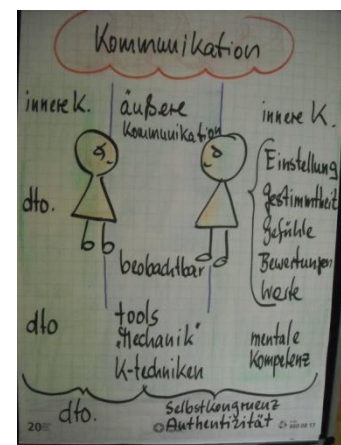 Kommunikation
innere K.
äußere
Kommunikation
innere K.
Einstellung
Gestimmtheit
Gefühle
Bewertungen
Werte
dto.
beobachtbar
dto
tools
"Mechanik"
K-techniken
mentale
Kompetenz
dto.
Selbstkongruenz
Authentizität
20